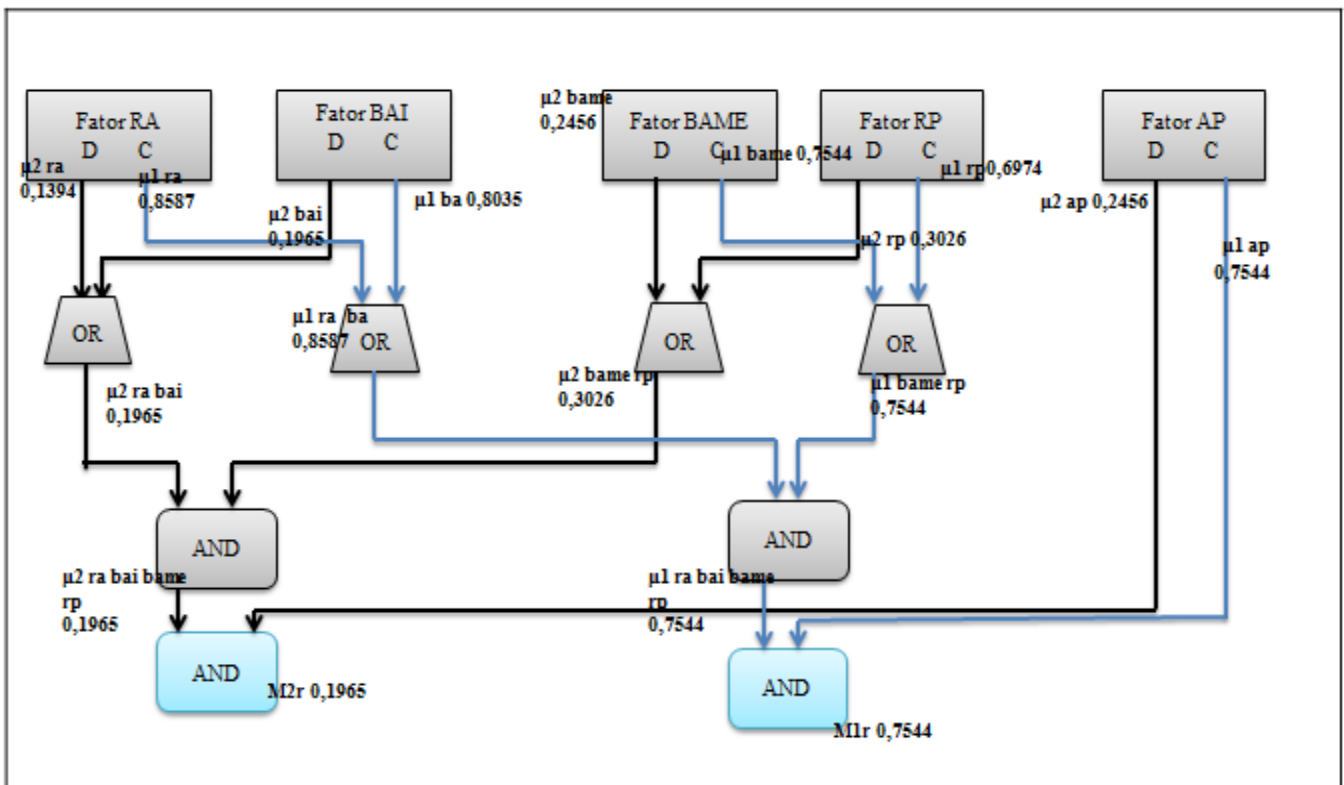 Fator RA
D C
μ2 ra
0,1394
μ1 ra
0,8587
Fator BAI
D C
μ2 bai
0,1965
μ1 ba 0,8035
μ2 bame
0,2456
Fator BAME
D C
μ1 bame 0,7544
Fator RP
D C
μ1 rp0,6974
μ2 rp 0,3026
Fator AP
D C
μ2 ap 0,2456
μ1 ap
0,7544
OR
μ2 ra bai
0,1965
μ1 ra ba
0,8587
OR
OR
μ2 bame rp
0,3026
OR
μ1 bame rp
0,7544
AND
μ2 ra bai bame
rp
0,1965
AND
μ1 ra bai bame
rp
0,7544
AND
M2r 0,1965
AND
M1r 0,7544